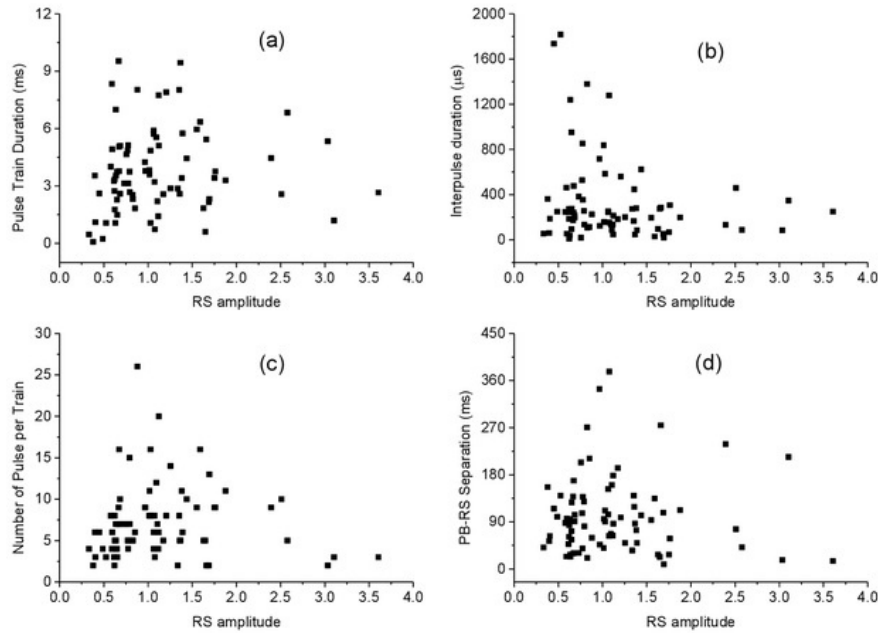 12
9
6
3
0
Pulse Train Duration (ms)
(a)
0.0 0.5 1.0 1.5 2.0 2.5 3.0 3.5 4.0
RS amplitude
2000
1600
1200
800
400
0
Interpulse duration (μs)
(b)
0.0 0.5 1.0 1.5 2.0 2.5 3.0 3.5 4.0
RS amplitude
30
25
20
15
10
5
0
Number of Pulse per Train
(c)
0.0 0.5 1.0 1.5 2.0 2.5 3.0 3.5 4.0
RS amplitude
450
360
270
180
90
0
PB-RS Separation (ms)
(d)
0.0 0.5 1.0 1.5 2.0 2.5 3.0 3.5 4.0
RS amplitude